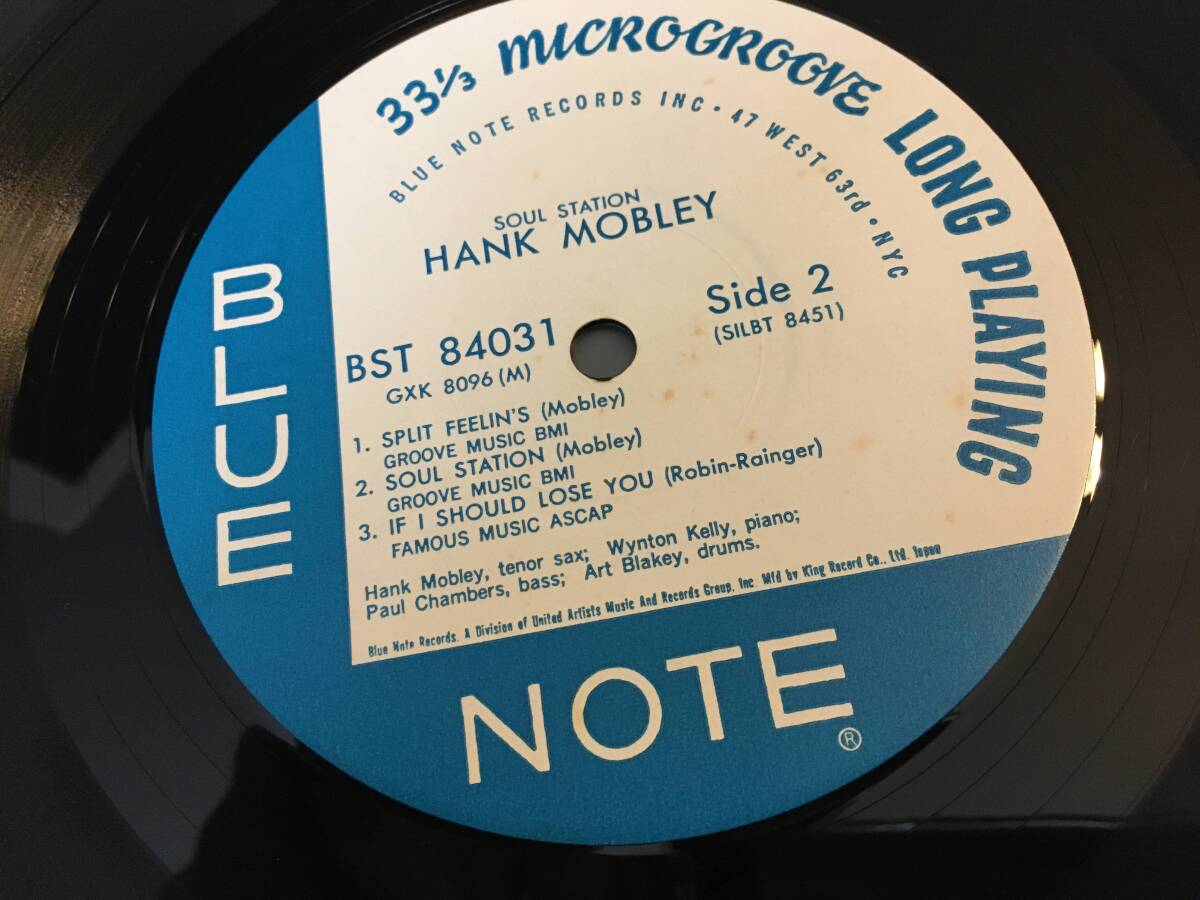 33⅓ MICROGROOVE LONG PLAYING
BLUE NOTE RECORDS INC • 47 WEST 63rd • NYC
SOUL STATION
HANK MOBLEY
BST 84031
GXK 8096 (M)
Side 2
(SILBT 8451)
1. SPLIT FEELIN'S (Mobley)
GROOVE MUSIC BMI
2. SOUL STATION (Mobley)
GROOVE MUSIC BMI
3. IF I SHOULD LOSE YOU (Robin-Rainger)
FAMOUS MUSIC ASCAP
Hank Mobley, tenor sax; Wynton Kelly, piano;
Paul Chambers, bass; Art Blakey, drums.
Blue Note Records. A Division of United Artists Music And Records Group, Inc Mfd by King Record Co., Ltd. Japan
BLUE
NOTE
®